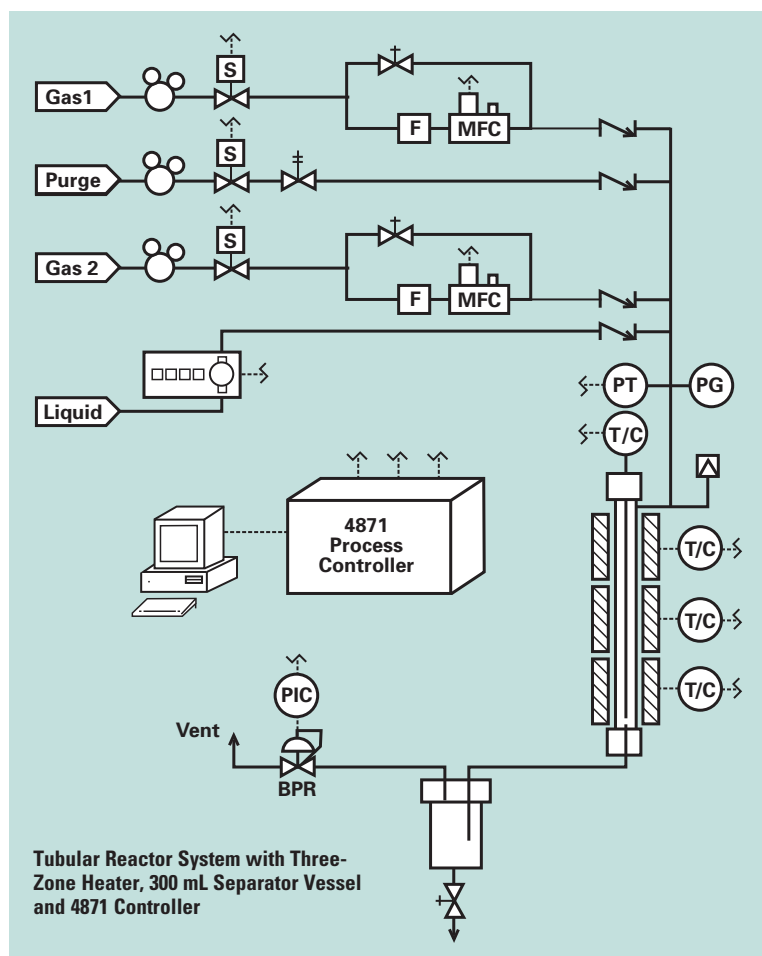 Gas1
S
F
MFC
Purge
S
Gas 2
S
F
MFC
Liquid
PT
PG
T/C
4871
Process
Controller
T/C
T/C
T/C
PIC
Vent
BPR
Tubular Reactor System with Three-
Zone Heater, 300 mL Separator Vessel
and 4871 Controller